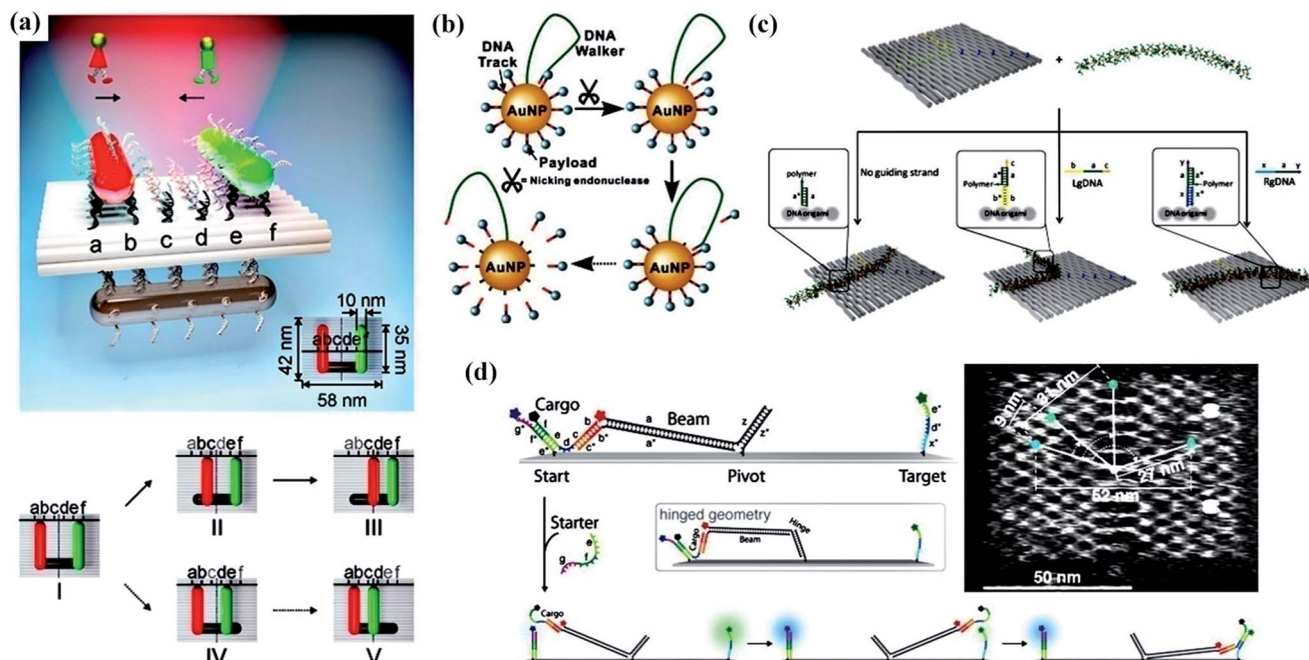 (a)
a b c d e f
10 nm
42 nm
abcdef
35 nm
58 nm
abcdef
I
abcdef
II
abcdef
III
abcdef
IV
abcdef
V
(b)
DNA
Track
DNA
Walker
AuNP
AuNP
Payload
= Nicking endonuclease
AuNP
AuNP
(c)
+
polymer
a* a
DNA origami
No guiding strand
c
a* a
Polymer
b* b
DNA origami
b a c
LgDNA
y
a a*
Polymer
x x*
DNA origami
x a y
RgDNA
(d)
Cargo
g* f f* e e* d c c* b b*
a
Beam
a*
z z*
e*
d*
x*
Start
Pivot
Target
Starter
e
f
g
hinged geometry
Cargo
Beam
Hinge
Cargo
Cargo
9 nm
31 nm
27 nm
52 nm
50 nm